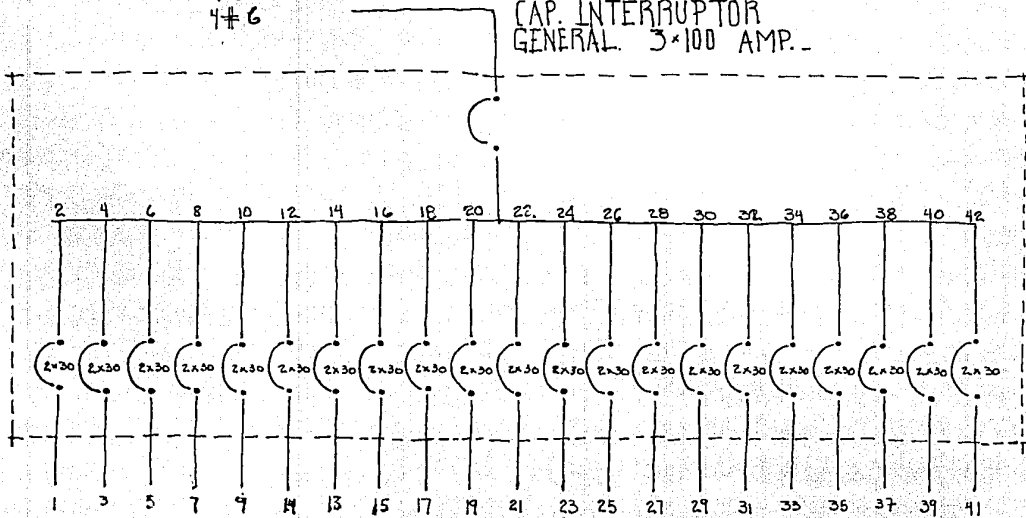 4#6
CAP. INTERRUPTOR
GENERAL. 3×100 AMP.-
2 4 6 8 10 12 14 16 18 20 22. 24 26 28 30 32 34 36 38 40 42
2×30 2×30 2×30 2×30 2×30 2×30 2×30 2×30 2×30 2×30 2×30 2×30 2×30 2×30 2×30 2×30 2×30 2×30 2×30 2×30 2×30
1 3 5 7 9 11 13 15 17 19 21 23 25 27 29 31 33 35 37 39 41